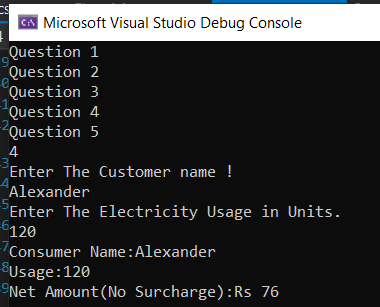 Microsoft Visual Studio Debug Console
Question 1
Question 2
Question 3
Question 4
Question 5
4
Enter The Customer name !
Alexander
Enter The Electricity Usage in Units.
120
Consumer Name:Alexander
Usage:120
Net Amount(No Surcharge):Rs 76